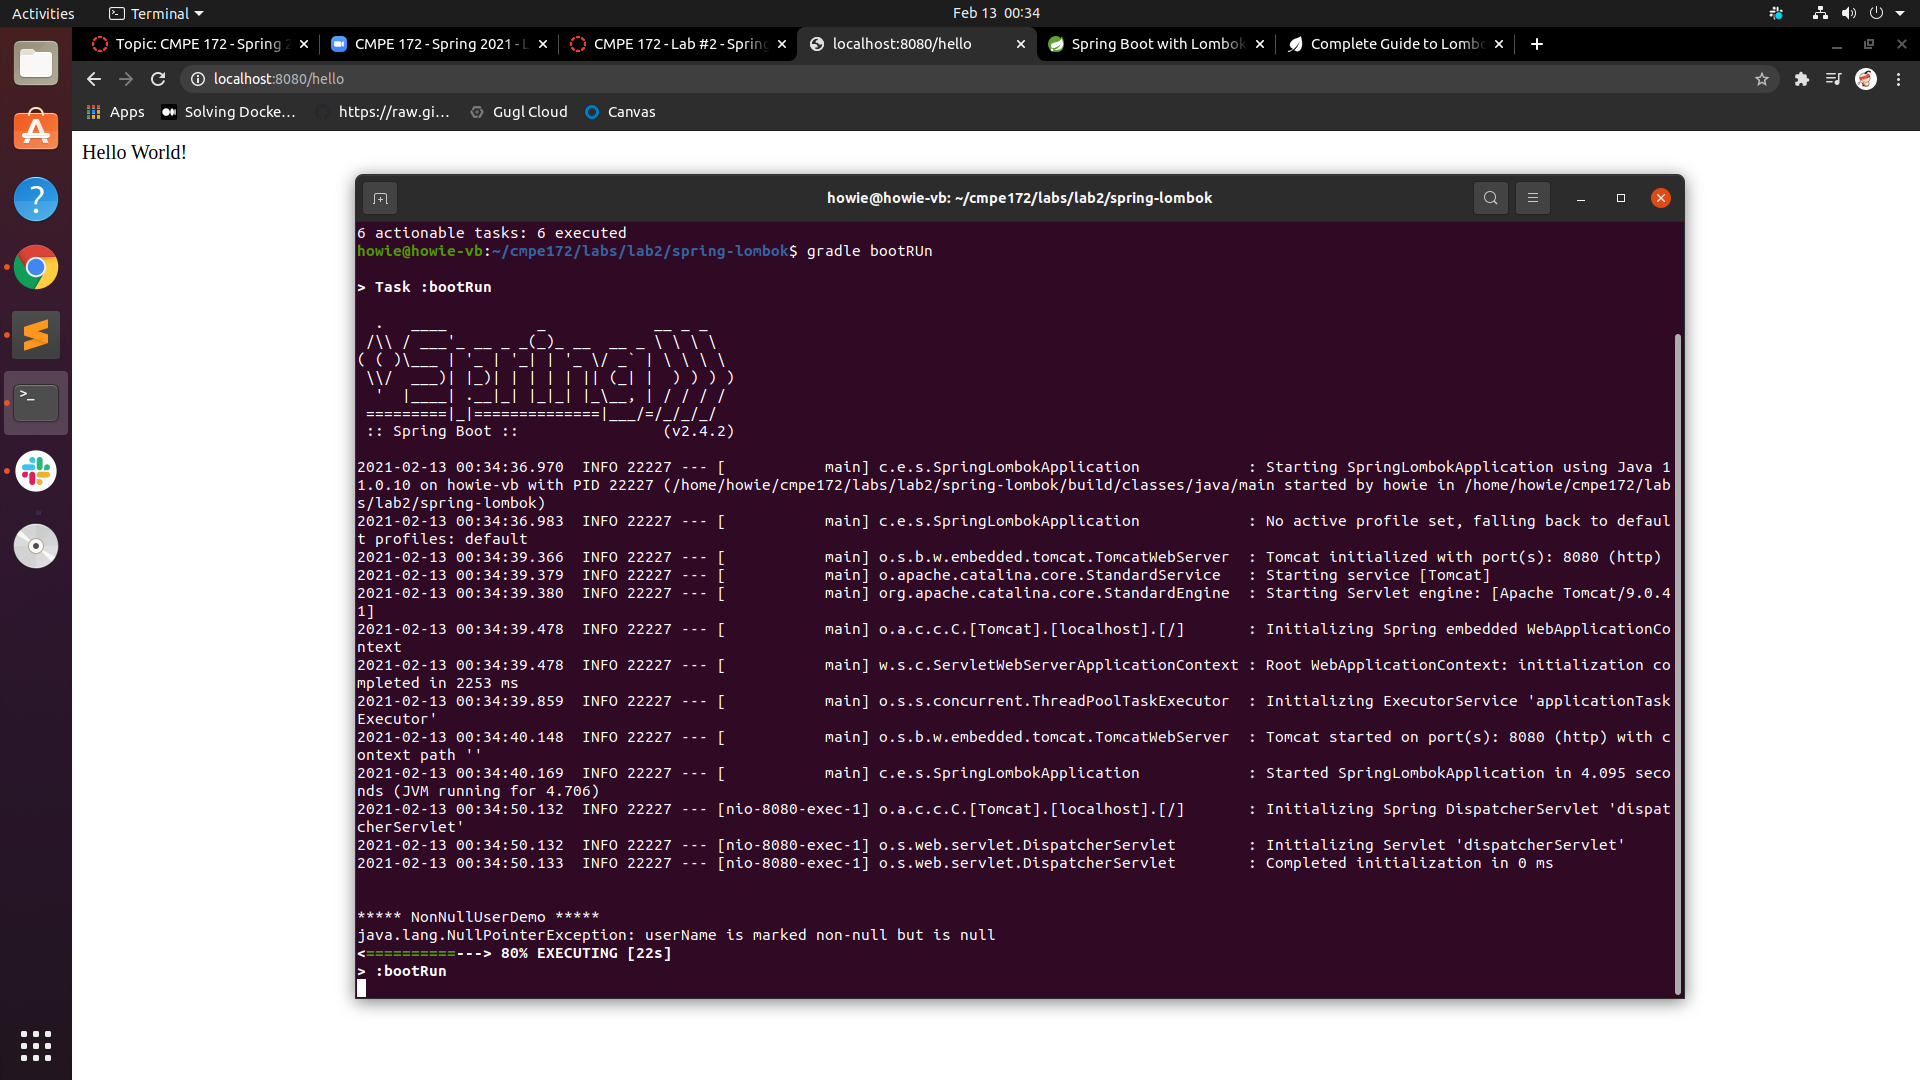 Activities
Terminal
Feb 13 00:34
Topic: CMPE 172 - Spring 2
CMPE 172 - Spring 2021 - L
CMPE 172 - Lab #2 - Spring
localhost:8080/hello
Spring Boot with Lombok
Complete Guide to Lombo
localhost:8080/hello
Apps
Solving Docke...
https://raw.gi...
Gugl Cloud
Canvas
Hello World!
howie@howie-vb: ~/cmpe172/labs/lab2/spring-lombok
6 actionable tasks: 6 executed
howie@howie-vb:~/cmpe172/labs/lab2/spring-lombok$ gradle bootRUn
> Task :bootRun
  .   ____          _            __ _ _
 /\\ / ___'_ __ _ _(_)_ __  __ _ \ \ \ \
( ( )\___ | '_ | '_| | '_ \/ _` | \ \ \ \
 \\/  ___)| |_)| | | | | || (_| |  ) ) ) )
  '  |____| .__|_| |_|_| |_\__, | / / / /
 =========|_|==============|___/=/_/_/_/
 :: Spring Boot ::                (v2.4.2)
2021-02-13 00:34:36.970  INFO 22227 --- [           main] c.e.s.SpringLombokApplication            : Starting SpringLombokApplication using Java 1
1.0.10 on howie-vb with PID 22227 (/home/howie/cmpe172/labs/lab2/spring-lombok/build/classes/java/main started by howie in /home/howie/cmpe172/lab
s/lab2/spring-lombok)
2021-02-13 00:34:36.983  INFO 22227 --- [           main] c.e.s.SpringLombokApplication            : No active profile set, falling back to defaul
t profiles: default
2021-02-13 00:34:39.366  INFO 22227 --- [           main] o.s.b.w.embedded.tomcat.TomcatWebServer  : Tomcat initialized with port(s): 8080 (http)
2021-02-13 00:34:39.379  INFO 22227 --- [           main] o.apache.catalina.core.StandardService   : Starting service [Tomcat]
2021-02-13 00:34:39.380  INFO 22227 --- [           main] org.apache.catalina.core.StandardEngine  : Starting Servlet engine: [Apache Tomcat/9.0.4
1]
2021-02-13 00:34:39.478  INFO 22227 --- [           main] o.a.c.c.C.[Tomcat].[localhost].[/]       : Initializing Spring embedded WebApplicationCo
ntext
2021-02-13 00:34:39.478  INFO 22227 --- [           main] w.s.c.ServletWebServerApplicationContext : Root WebApplicationContext: initialization co
mpleted in 2253 ms
2021-02-13 00:34:39.859  INFO 22227 --- [           main] o.s.s.concurrent.ThreadPoolTaskExecutor  : Initializing ExecutorService 'applicationTask
Executor'
2021-02-13 00:34:40.148  INFO 22227 --- [           main] o.s.b.w.embedded.tomcat.TomcatWebServer  : Tomcat started on port(s): 8080 (http) with c
ontext path ''
2021-02-13 00:34:40.169  INFO 22227 --- [           main] c.e.s.SpringLombokApplication            : Started SpringLombokApplication in 4.095 seco
nds (JVM running for 4.706)
2021-02-13 00:34:50.132  INFO 22227 --- [nio-8080-exec-1] o.a.c.c.C.[Tomcat].[localhost].[/]       : Initializing Spring DispatcherServlet 'dispat
cherServlet'
2021-02-13 00:34:50.132  INFO 22227 --- [nio-8080-exec-1] o.s.web.servlet.DispatcherServlet        : Initializing Servlet 'dispatcherServlet'
2021-02-13 00:34:50.133  INFO 22227 --- [nio-8080-exec-1] o.s.web.servlet.DispatcherServlet        : Completed initialization in 0 ms
***** NonNullUserDemo *****
java.lang.NullPointerException: userName is marked non-null but is null
<==========---> 80% EXECUTING [22s]
> :bootRun